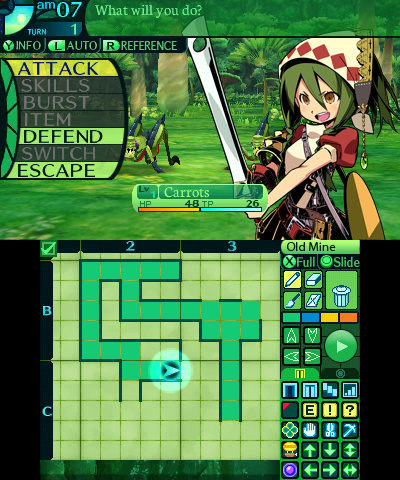 am 07
What will you do?
TURN 1
Y INFO L AUTO R REFERENCE
ATTACK
SKILLS
BURST
ITEM
DEFEND
SWITCH
ESCAPE
Lv 1 Carrots
HP 48 TP 26
2 3
Old Mine
X Full Slide
B
C
E ! ?